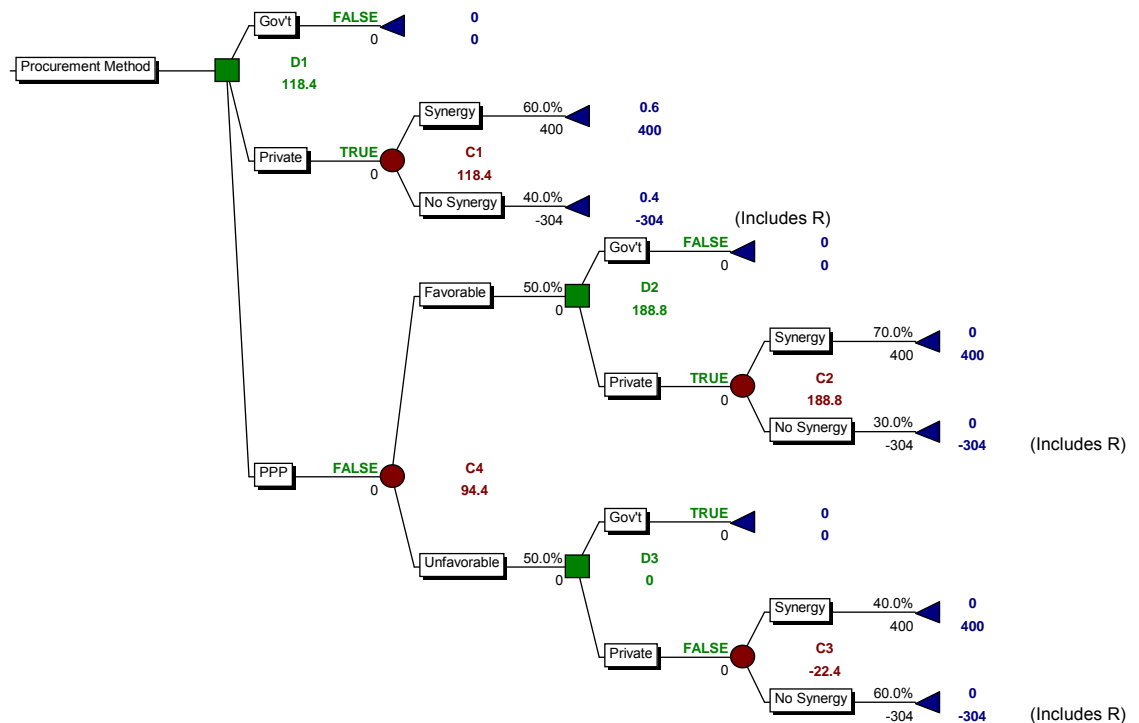 Gov't FALSE 0
0 0
Procurement Method D1
118.4
Synergy 60.0% 0.6
400 400
Private TRUE C1
0 118.4
No Synergy 40.0% 0.4
-304 -304 (Includes R)
Gov't FALSE 0
0 0
Favorable 50.0% D2
0 188.8
Synergy 70.0% 0
400 400
Private TRUE C2
0 188.8
No Synergy 30.0% 0
-304 -304 (Includes R)
PPP FALSE C4
0 94.4
Gov't TRUE 0
0 0
Unfavorable 50.0% D3
0 0
Synergy 40.0% 0
400 400
Private FALSE C3
0 -22.4
No Synergy 60.0% 0
-304 -304 (Includes R)